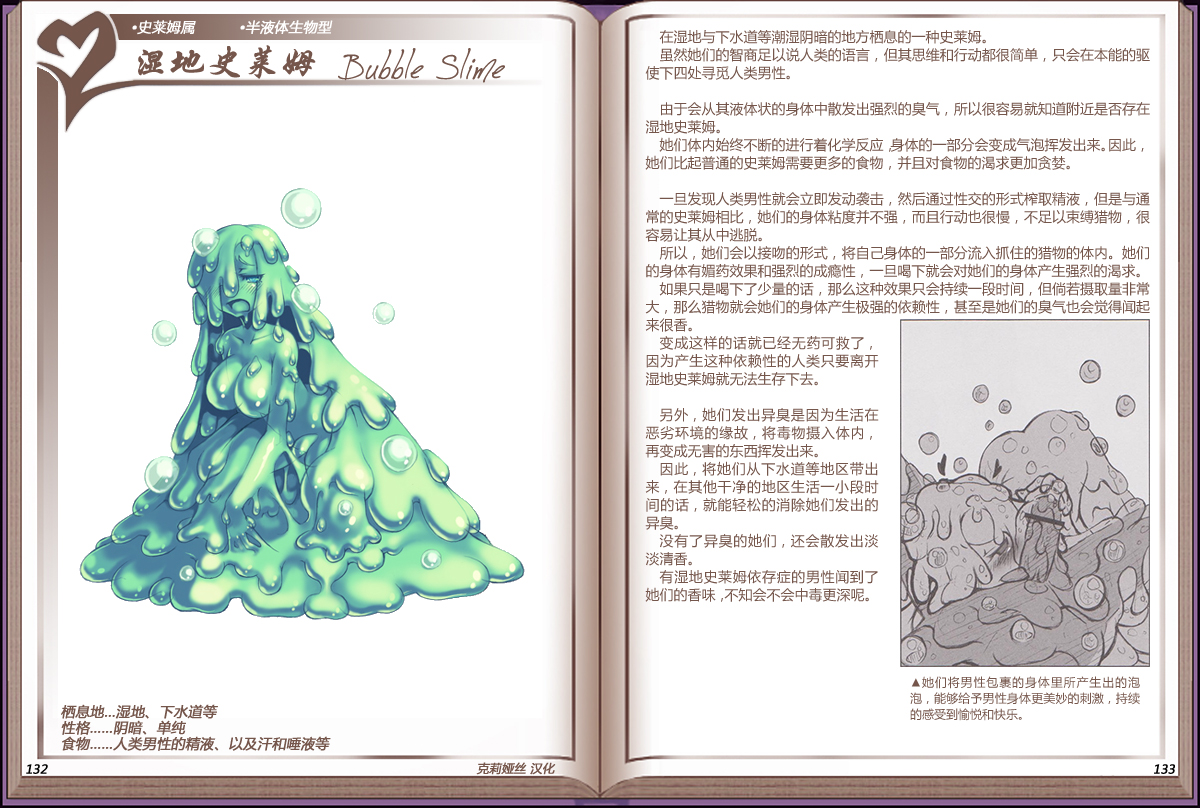 •史莱姆属 •半液体生物型
湿地史莱姆 Bubble Slime
栖息地...湿地、下水道等
性格......阴暗、单纯
食物......人类男性的精液、以及汗和唾液等
132
克莉娅丝 汉化
在湿地与下水道等潮湿阴暗的地方栖息的一种史莱姆。
虽然她们的智商足以说人类的语言，但其思维和行动都很简单，只会在本能的驱
使下四处寻觅人类男性。
由于会从其液体状的身体中散发出强烈的臭气，所以很容易就知道附近是否存在
湿地史莱姆。
她们体内始终不断的进行着化学反应，身体的一部分会变成气泡挥发出来。因此，
她们比起普通的史莱姆需要更多的食物，并且对食物的渴求更加贪婪。
一旦发现人类男性就会立即发动袭击，然后通过性交的形式榨取精液，但是与通
常的史莱姆相比，她们的身体粘度并不强，而且行动也很慢，不足以束缚猎物，很
容易让其从中逃脱。
所以，她们会以接吻的形式，将自己身体的一部分流入抓住的猎物的体内。她们
的身体有媚药效果和强烈的成瘾性，一旦喝下就会对她们的身体产生强烈的渴求。
如果只是喝下了少量的话，那么这种效果只会持续一段时间，但倘若摄取量非常
大，那么猎物就会她们的身体产生极强的依赖性，甚至是她们的臭气也会觉得闻起
来很香。
变成这样的话就已经无药可救了，
因为产生这种依赖性的人类只要离开
湿地史莱姆就无法生存下去。
另外，她们发出异臭是因为生活在
恶劣环境的缘故，将毒物摄入体内，
再变成无害的东西挥发出来。
因此，将她们从下水道等地区带出
来，在其他干净的地区生活一小段时
间的话，就能轻松的消除她们发出的
异臭。
没有了异臭的她们，还会散发出淡
淡清香。
有湿地史莱姆依存症的男性闻到了
她们的香味，不知会不会中毒更深呢。
▲她们将男性包裹的身体里所产生出的泡
泡，能够给予男性身体更美妙的刺激，持续
的感受到愉悦和快乐。
133